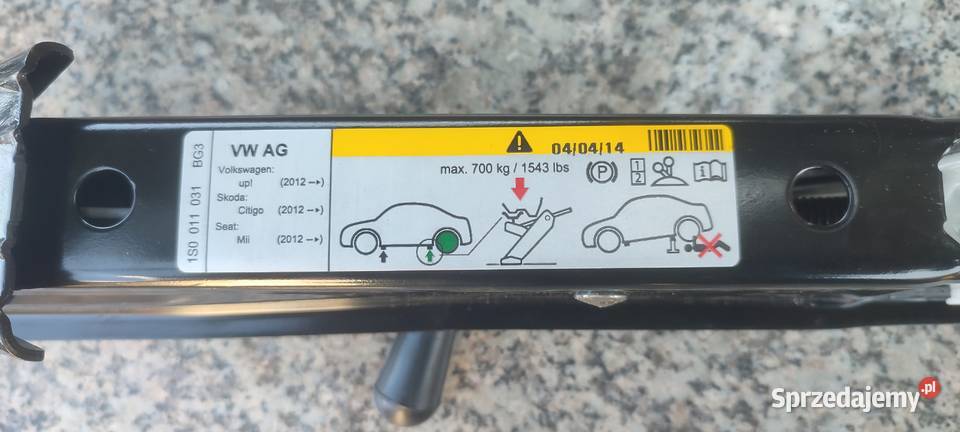 1S0 011 031 BG3
VW AG
Volkswagen:
up! (2012 →)
Skoda:
Citigo (2012 →)
Seat:
Mii (2012 →)
04/04/14
max. 700 kg / 1543 lbs
P
1
2
i
Sprzedajemy.pl